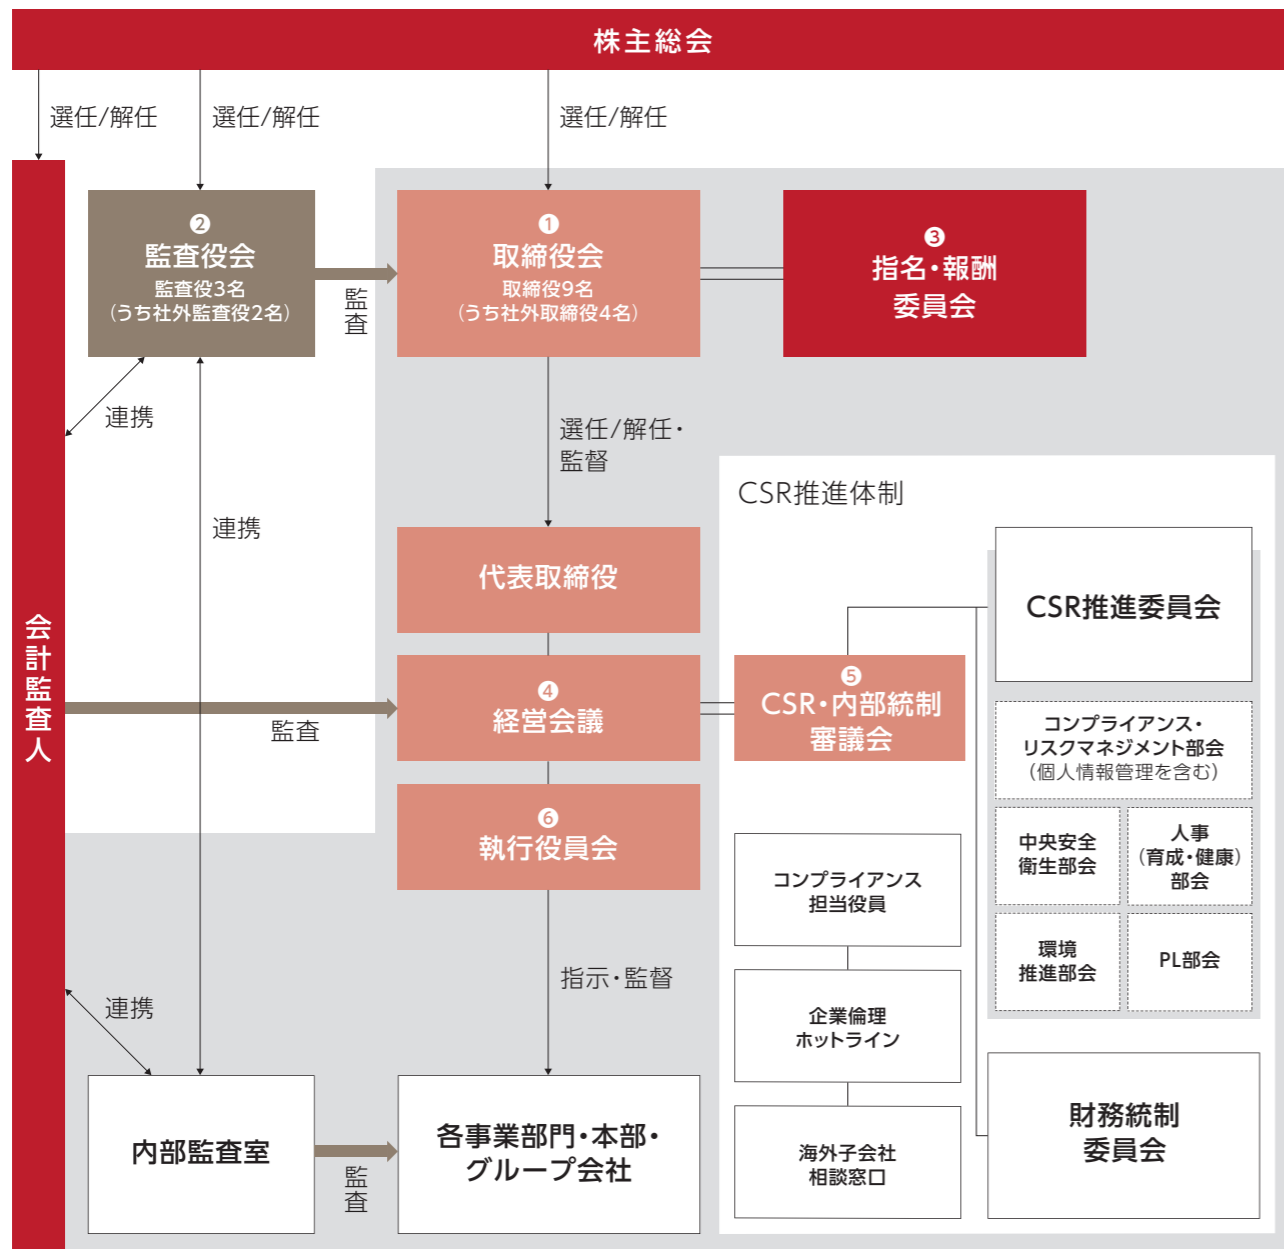 株主総会
選任/解任
選任/解任
選任/解任
会計監査人
❷
監査役会
監査役3名
(うち社外監査役2名)
監査
❶
取締役会
取締役9名
(うち社外取締役4名)
❸
指名・報酬
委員会
連携
選任/解任・
監督
連携
代表取締役
監査
❹
経営会議
❻
執行役員会
指示・監督
連携
内部監査室
監査
各事業部門・本部・
グループ会社
CSR推進体制
❺
CSR・内部統制
審議会
コンプライアンス
担当役員
企業倫理
ホットライン
海外子会社
相談窓口
CSR推進委員会
コンプライアンス・
リスクマネジメント部会
(個人情報管理を含む)
中央安全
衛生部会
人事
(育成・健康)
部会
環境
推進部会
PL部会
財務統制
委員会